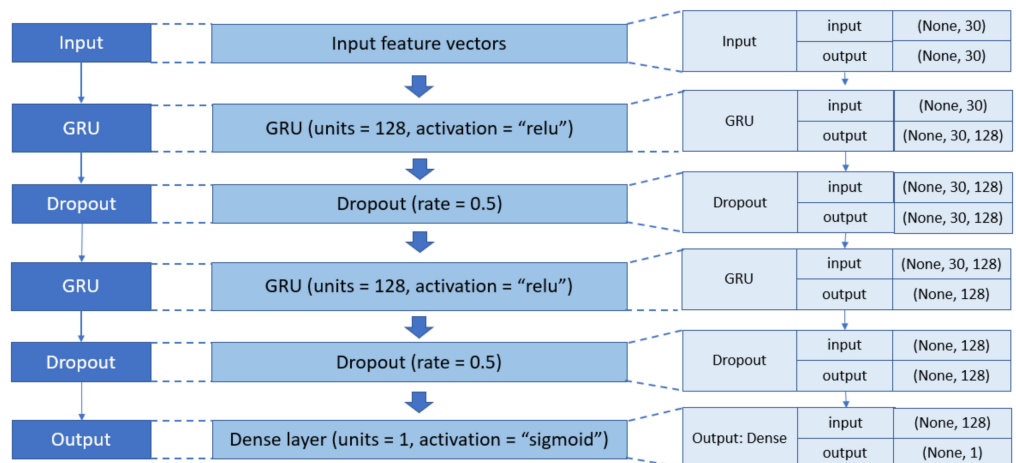 Input
Input feature vectors
Input
input
(None, 30)
output
(None, 30)
GRU
GRU (units = 128, activation = “relu”)
GRU
input
(None, 30)
output
(None, 30, 128)
Dropout
Dropout (rate = 0.5)
Dropout
input
(None, 30, 128)
output
(None, 30, 128)
GRU
GRU (units = 128, activation = “relu”)
GRU
input
(None, 30, 128)
output
(None, 128)
Dropout
Dropout (rate = 0.5)
Dropout
input
(None, 128)
output
(None, 128)
Output
Dense layer (units = 1, activation = “sigmoid”)
Output: Dense
input
(None, 128)
output
(None, 1)